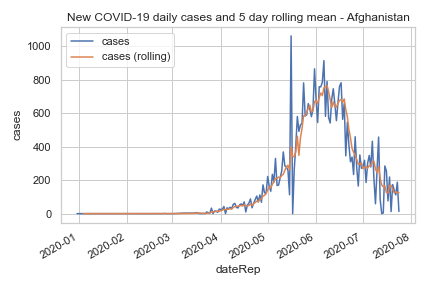 New COVID-19 daily cases and 5 day rolling mean - Afghanistan
cases
cases (rolling)
1000
800
600
400
200
0
cases
2020-01
2020-02
2020-03
2020-04
2020-05
2020-06
2020-07
2020-08
dateRep